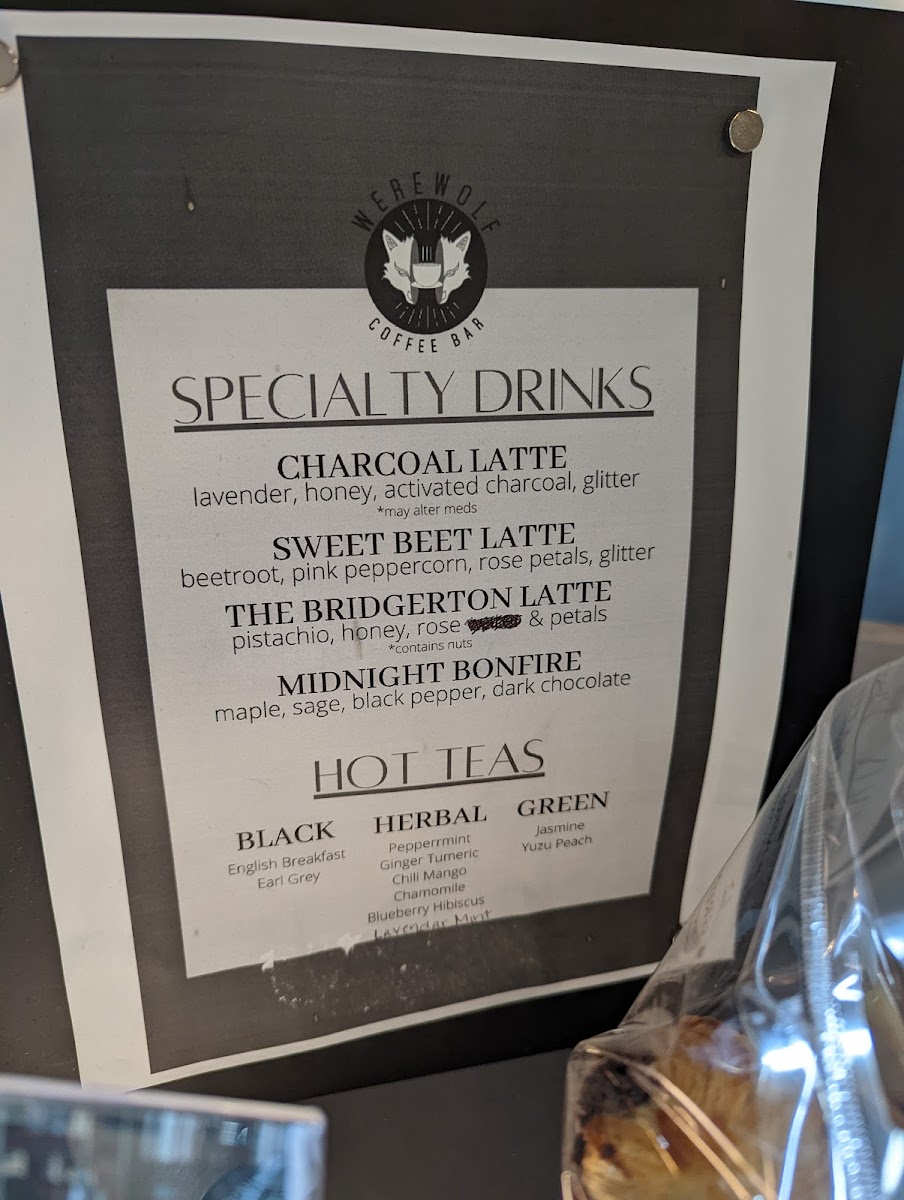 WEREWOLF
COFFEE BAR
SPECIALTY DRINKS
CHARCOAL LATTE
lavender, honey, activated charcoal, glitter
*may alter meds
SWEET BEET LATTE
beetroot, pink peppercorn, rose petals, glitter
THE BRIDGERTON LATTE
pistachio, honey, rose & petals
*contains nuts
MIDNIGHT BONFIRE
maple, sage, black pepper, dark chocolate
HOT TEAS
BLACK
English Breakfast
Earl Grey
HERBAL
Peppermint
Ginger Tumeric
Chili Mango
Chamomile
Blueberry Hibiscus
Lavendar Mint
GREEN
Jasmine
Yuzu Peach